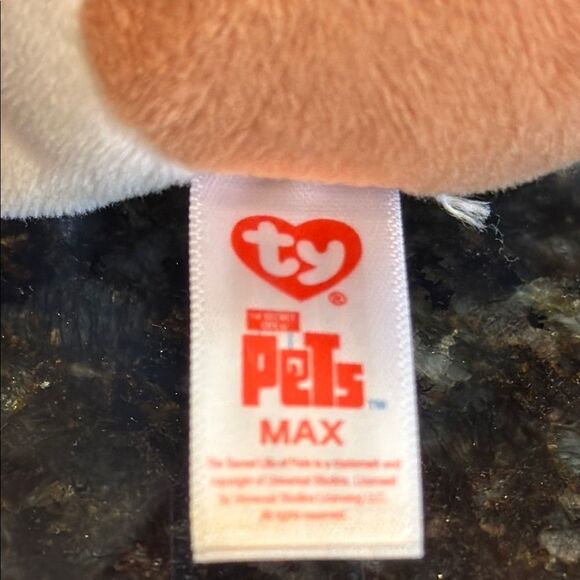 ty
®
THE SECRET
LIFE OF
PeTs™
MAX
The Secret Life of Pets is a trademark and
copyright of Universal Studios. Licensed
by Universal Studios Licensing LLC.
All rights reserved.